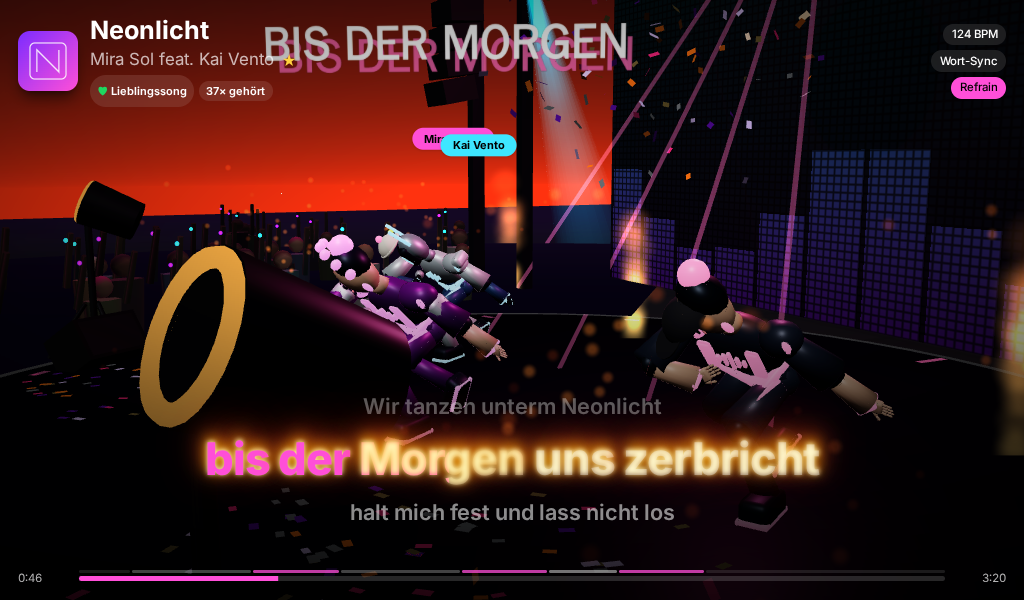 Neonlicht
Mira Sol feat. Kai Vento ⭐
Lieblingssong
37× gehört
BIS DER MORGEN
124 BPM
Wort-Sync
Refrain
Kai Vento
Wir tanzen unterm Neonlicht
bis der Morgen uns zerbricht
halt mich fest und lass nicht los
0:46
3:20